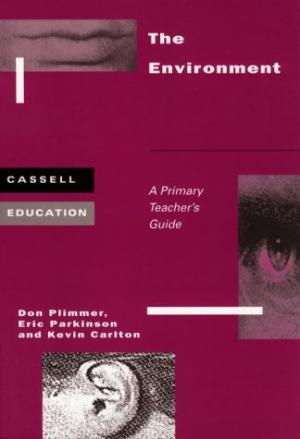 The
Environment
CASSELL
EDUCATION
A Primary
Teacher's
Guide
Don Plimmer,
Eric Parkinson
and Kevin Carlton